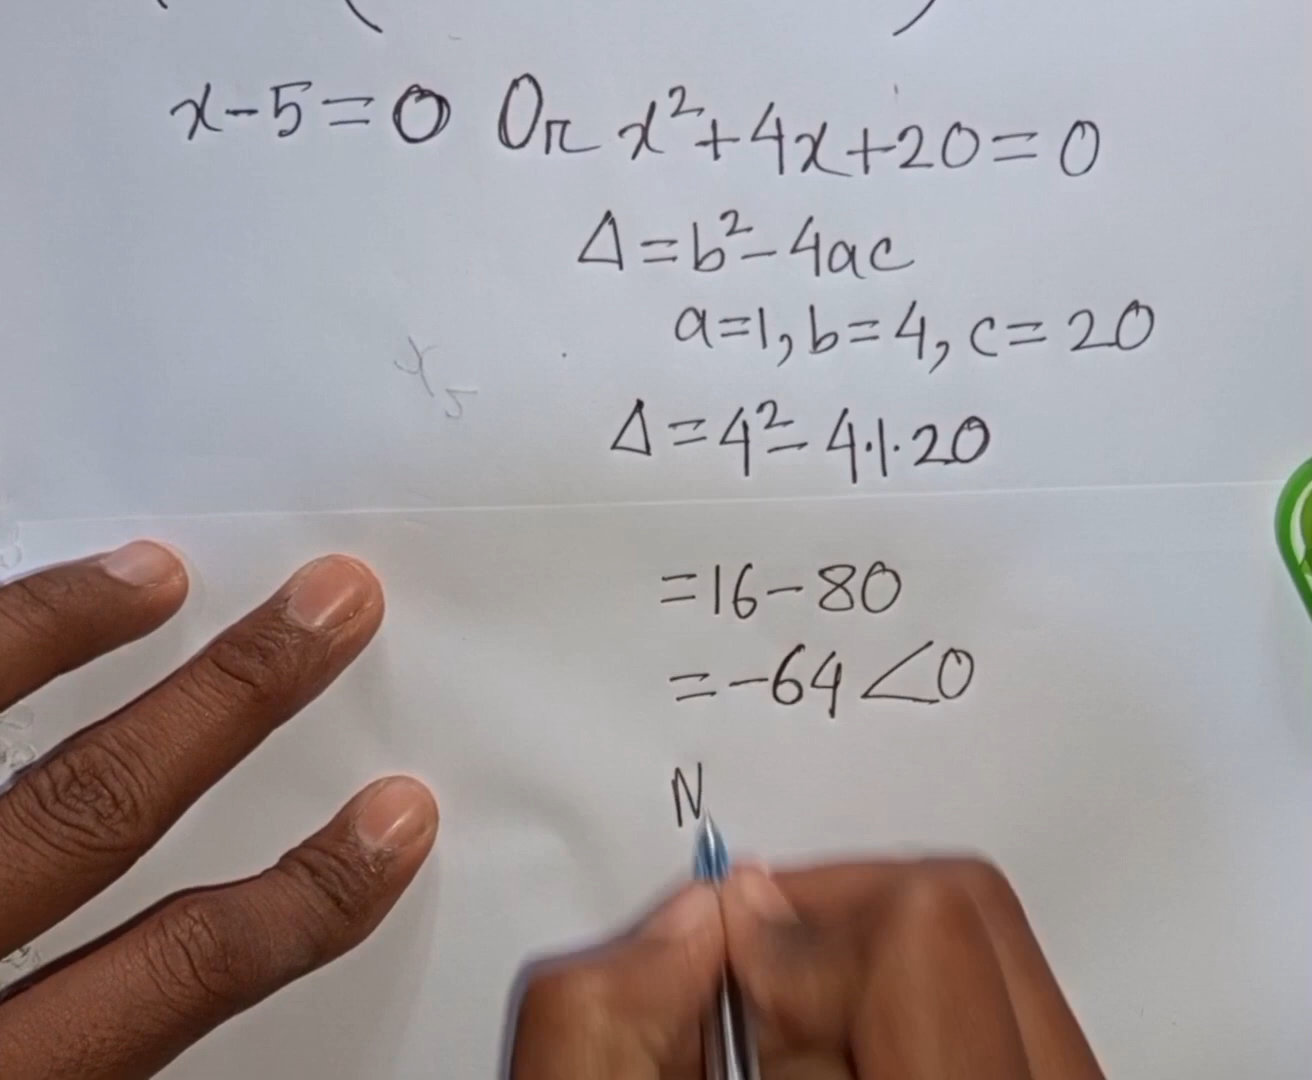 x-5=0 Or x²+4x+20=0
Δ=b²-4ac
a=1, b=4, c=20
Δ=4²-4·1·20
=16-80
=-64<0
N